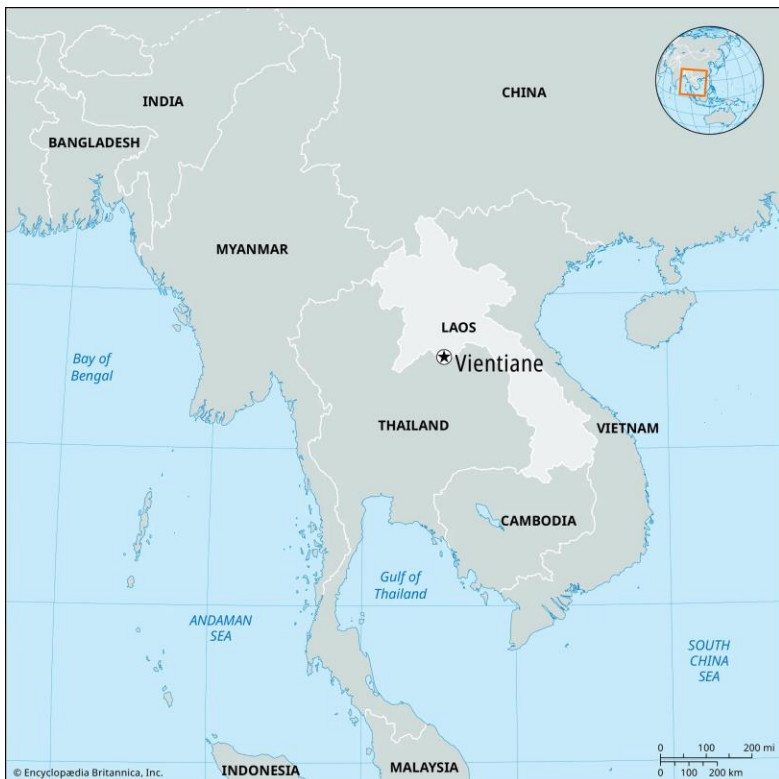 INDIA
CHINA
BANGLADESH
MYANMAR
LAOS
Vientiane
Bay of
Bengal
THAILAND
VIETNAM
CAMBODIA
Gulf of
Thailand
ANDAMAN
SEA
SOUTH
CHINA
SEA
0 100 200 mi
0 100 200 km
© Encyclopædia Britannica, Inc.
INDONESIA
MALAYSIA